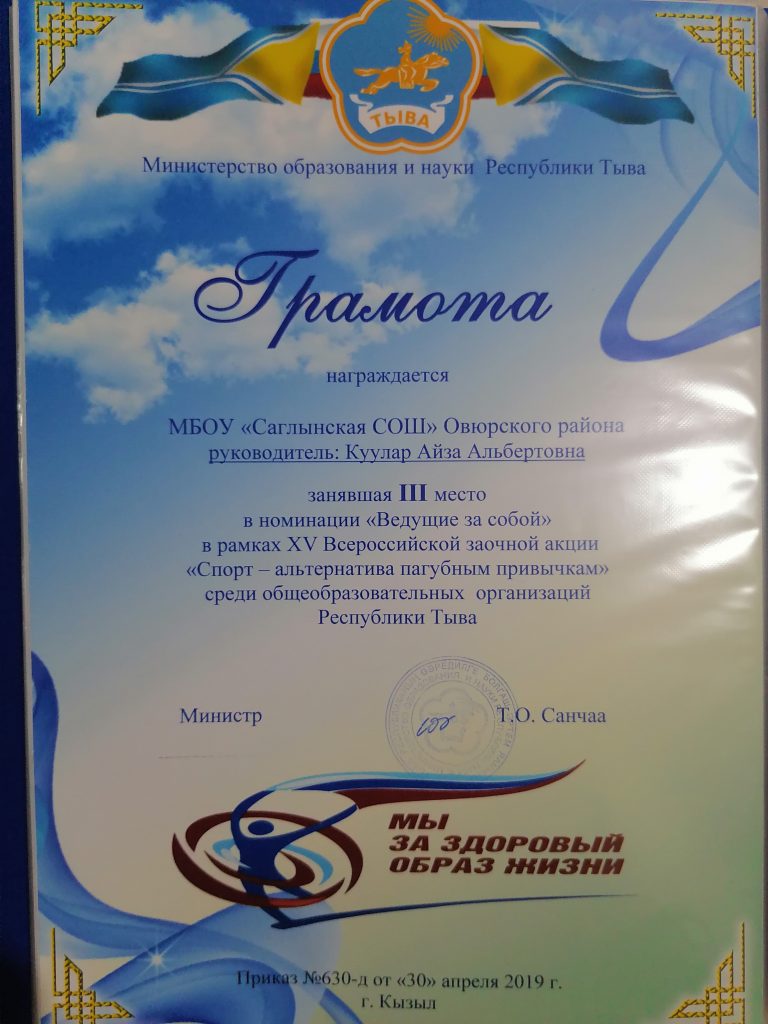 ТЫВА
Министерство образования и науки Республики Тыва
Грамота
награждается
МБОУ «Саглынская СОШ» Овюрского района
руководитель: Куулар Айза Альбертовна
занявшая III место
в номинации «Ведущие за собой»
в рамках XV Всероссийской заочной акции
«Спорт – альтернатива пагубным привычкам»
среди общеобразовательных организаций
Республики Тыва
Министр Т.О. Санчаа
МЫ
ЗА ЗДОРОВЫЙ
ОБРАЗ ЖИЗНИ
Приказ №630-д от «30» апреля 2019 г.
г. Кызыл